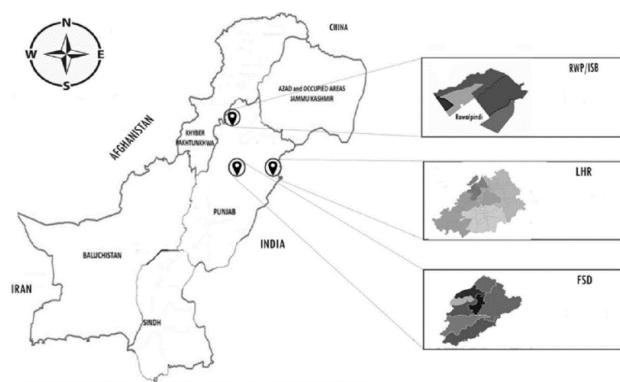 N
W E
S
CHINA
RWP/ISB
AZAD and OCCUPIED AREAS
JAMMU KASHMIR
Rawalpindi
AFGHANISTAN
KHYBER
PAKHTUNKHWA
LHR
PUNJAB
INDIA
BALUCHISTAN
FSD
IRAN
SINDH